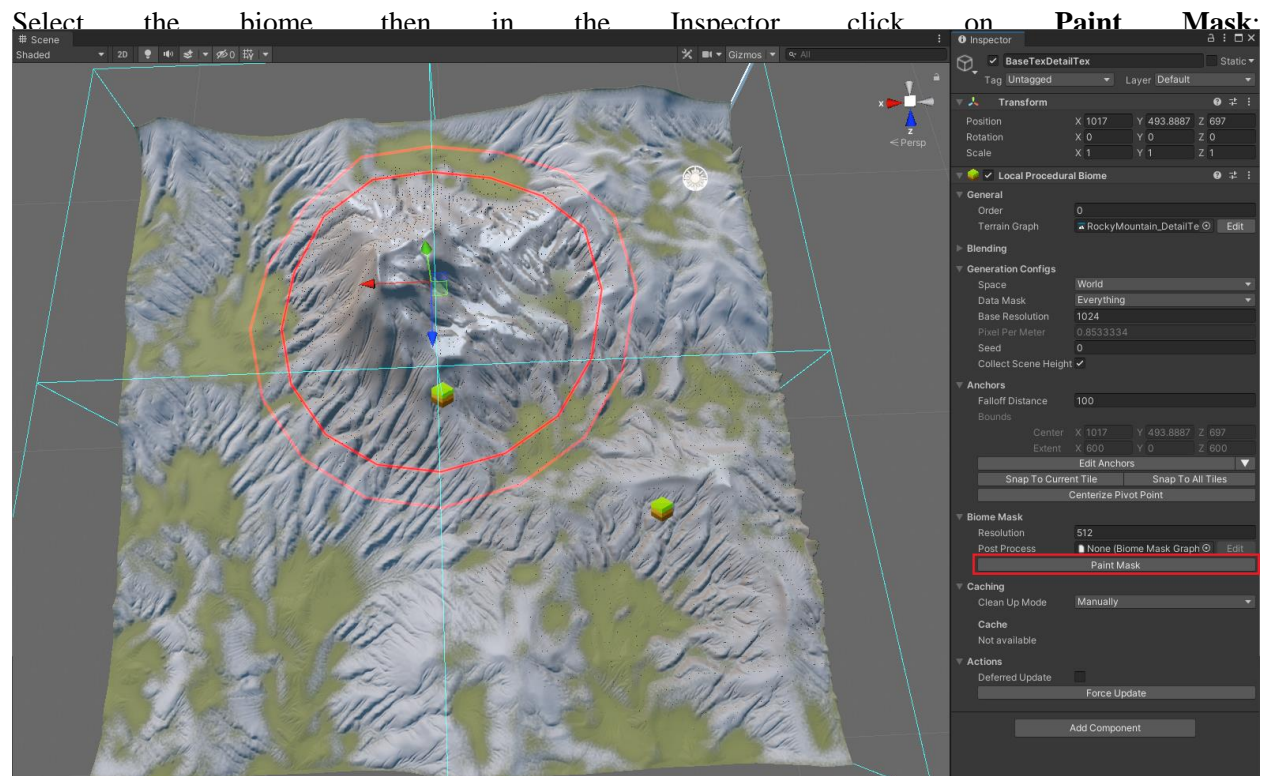 Select the biome then in the Inspector click on Paint Mask:
Scene
Shaded 2D 0 Gizmos All
x
z
Persp
Inspector
BaseTexDetailTex Static
Tag Untagged Layer Default
Transform
Position X 1017 Y 493.8887 Z 697
Rotation X 0 Y 0 Z 0
Scale X 1 Y 1 Z 1
Local Procedural Biome
General
Order 0
Terrain Graph RockyMountain_DetailTe Edit
Blending
Generation Configs
Space World
Data Mask Everything
Base Resolution 1024
Pixel Per Meter 0.8533334
Seed 0
Collect Scene Height
Anchors
Falloff Distance 100
Bounds
Center X 1017 Y 493.8887 Z 697
Extent X 600 Y 0 Z 600
Edit Anchors
Snap To Current Tile Snap To All Tiles
Centerize Pivot Point
Biome Mask
Resolution 512
Post Process None (Biome Mask Graph Edit
Paint Mask
Caching
Clean Up Mode Manually
Cache
Not available
Actions
Deferred Update
Force Update
Add Component